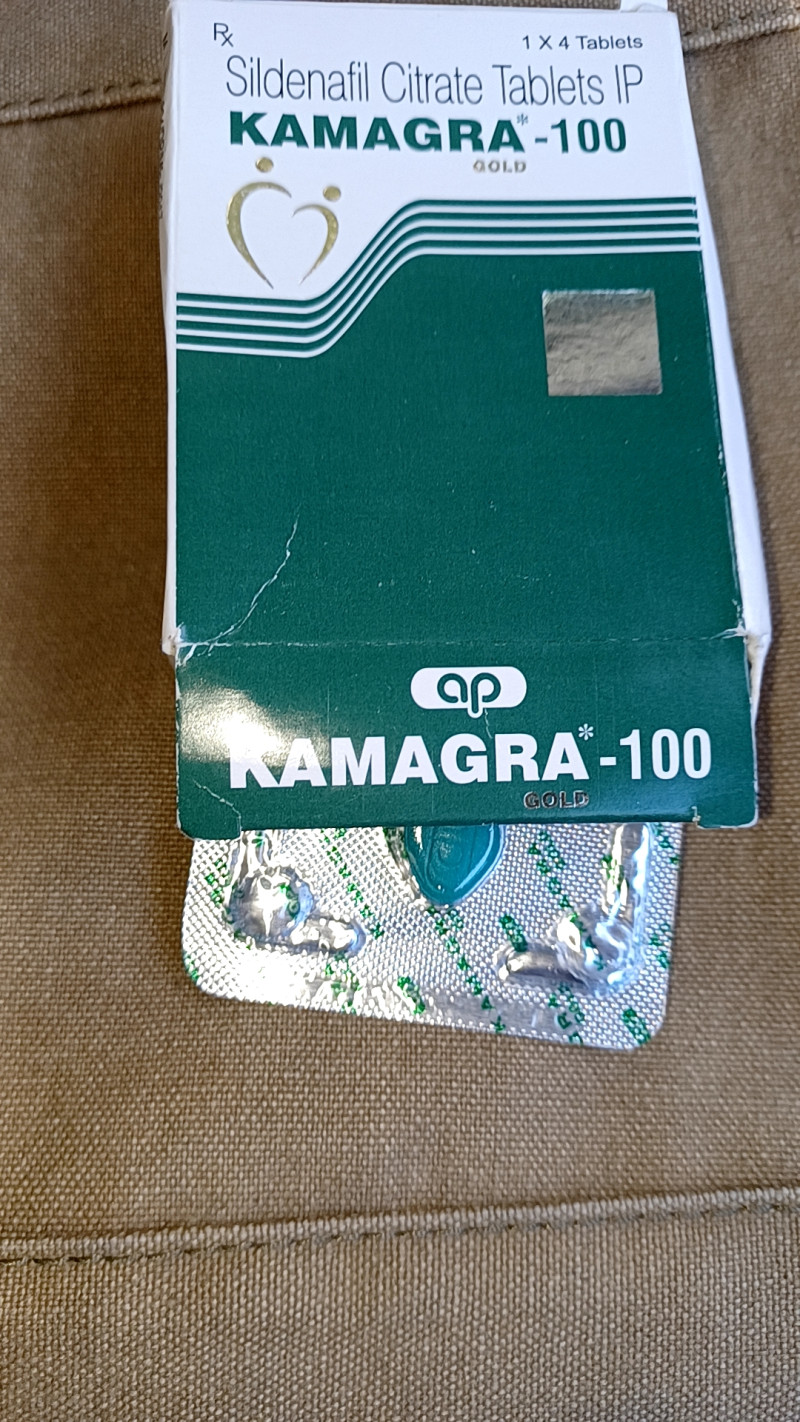 Rx
1 X 4 Tablets
Sildenafil Citrate Tablets IP
KAMAGRA*-100
GOLD
ap
KAMAGRA*-100
GOLD